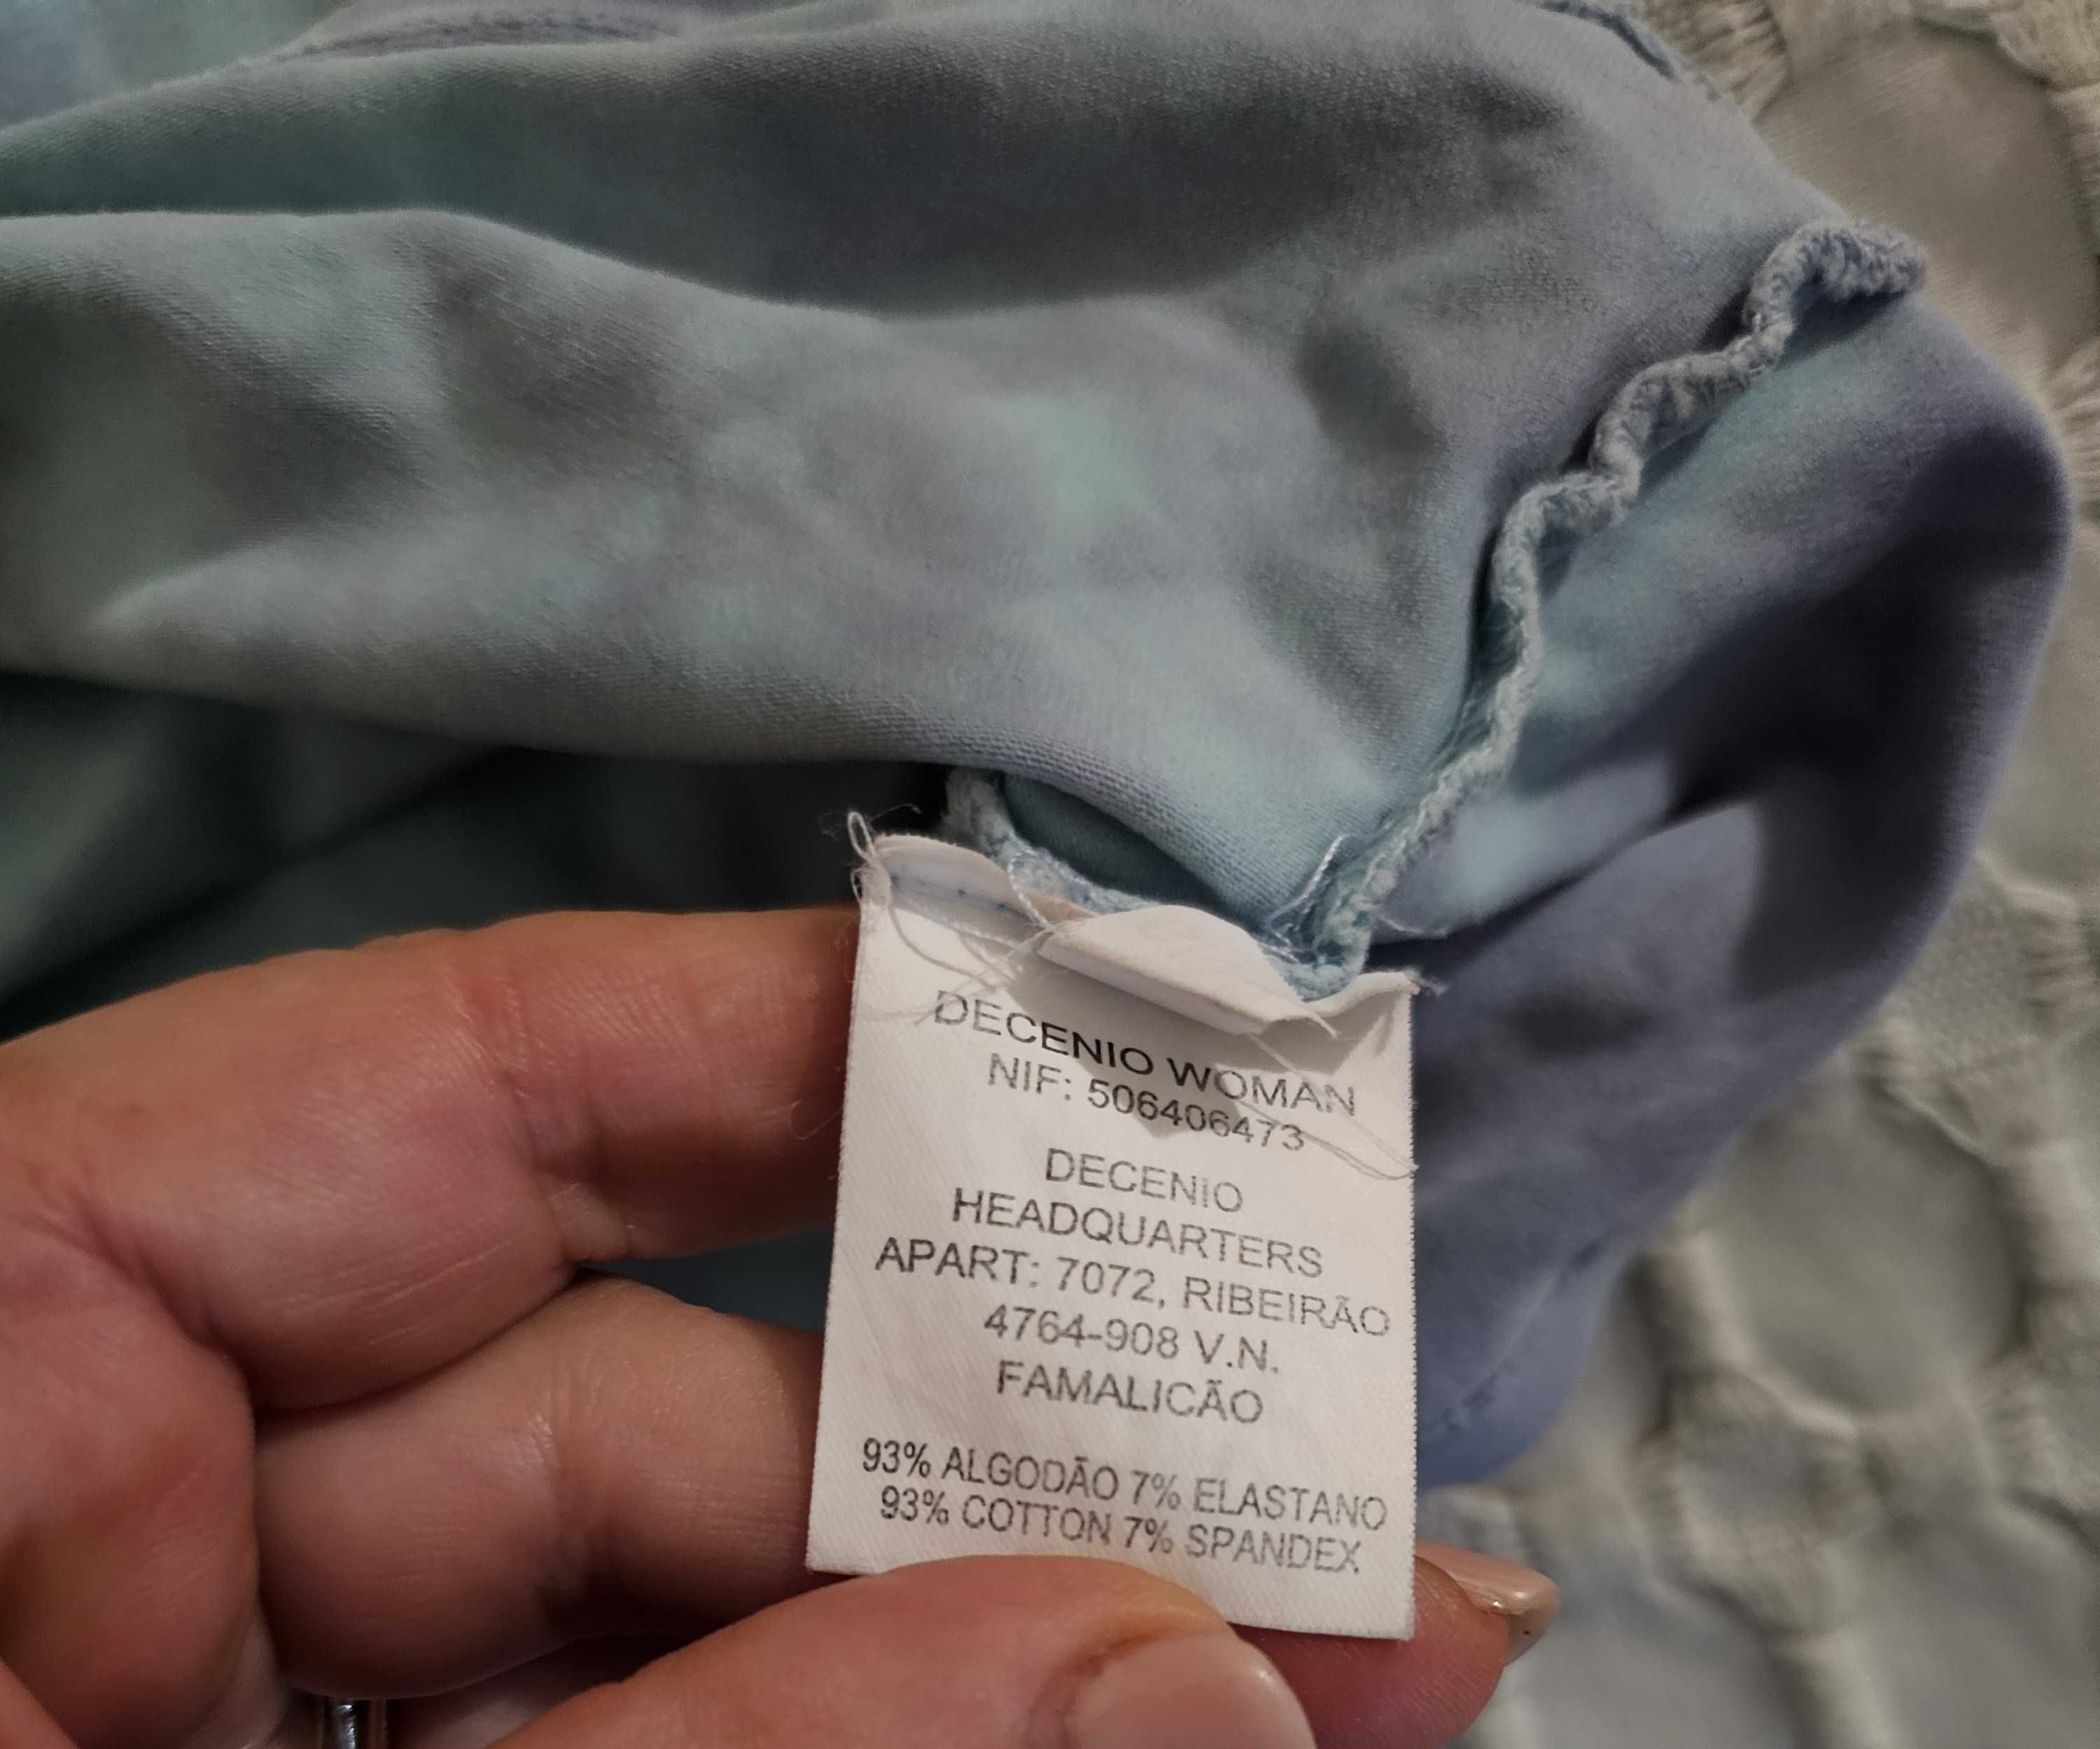 DECENIO WOMAN
NIF: 506406473
DECENIO
HEADQUARTERS
APART: 7072, RIBEIRÃO
4764-908 V.N.
FAMALICÃO
93% ALGODÃO 7% ELASTANO
93% COTTON 7% SPANDEX